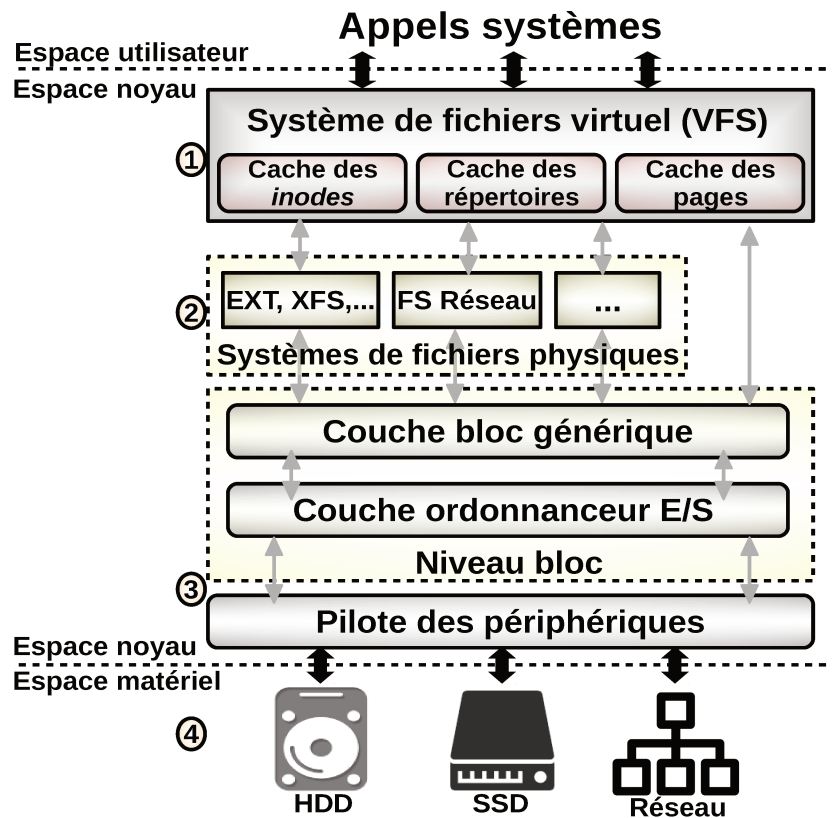 Appels systèmes
Espace utilisateur
Espace noyau
Système de fichiers virtuel (VFS)
1
Cache des
inodes
Cache des
répertoires
Cache des
pages
2
EXT, XFS,...
FS Réseau
...
Systèmes de fichiers physiques
Couche bloc générique
Couche ordonnanceur E/S
Niveau bloc
3
Pilote des périphériques
Espace noyau
Espace matériel
4
HDD
SSD
Réseau